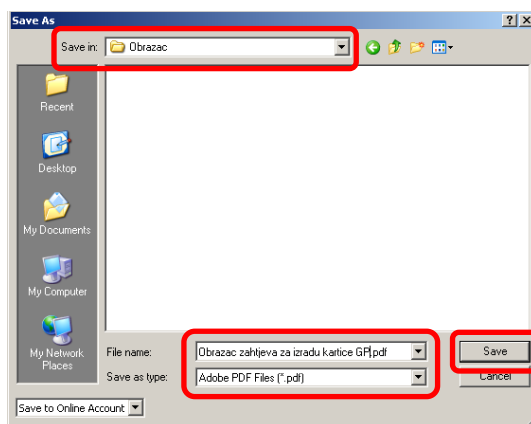 Save As
Save in: Obrazac
Recent
Desktop
My Documents
My Computer
My Network
Places
File name: Obrazac zahtjeva za izradu kartice GP.pdf Save
Save as type: Adobe PDF Files (*.pdf) Cancel
Save to Online Account